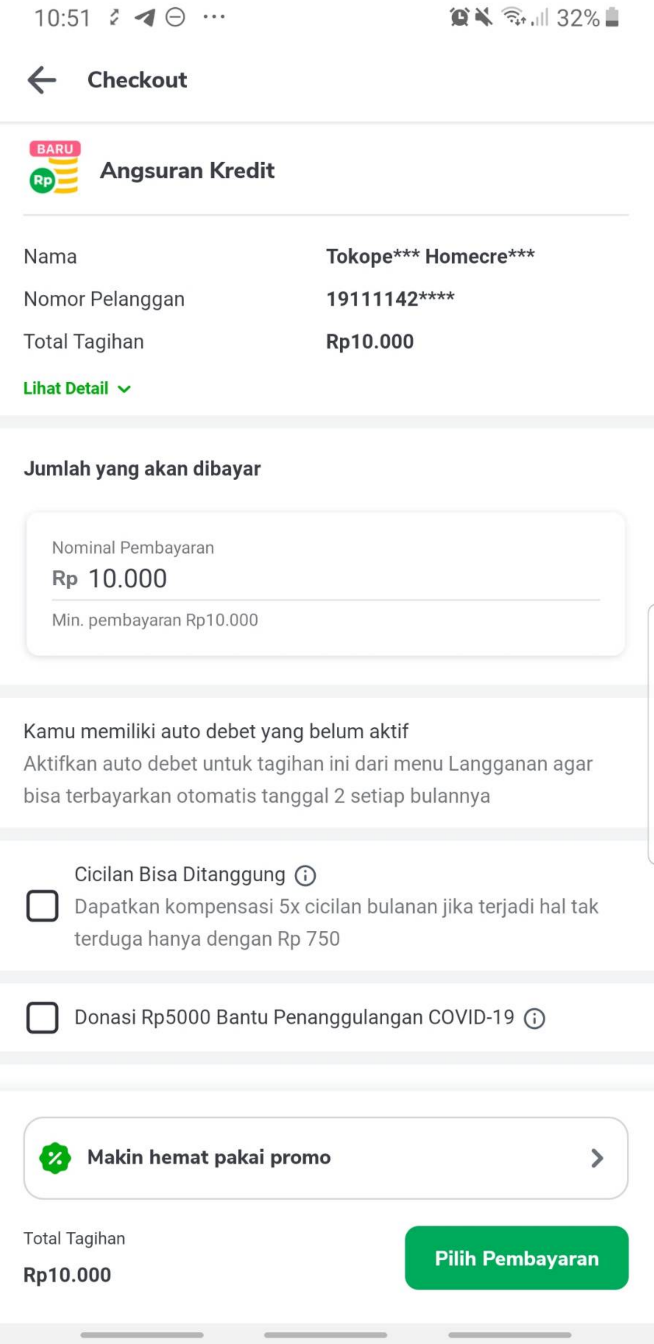 10:51
32%
Checkout
BARU
Rp
Angsuran Kredit
Nama Tokope*** Homecre***
Nomor Pelanggan 19111142****
Total Tagihan Rp10.000
Lihat Detail
Jumlah yang akan dibayar
Nominal Pembayaran
Rp 10.000
Min. pembayaran Rp10.000
Kamu memiliki auto debet yang belum aktif
Aktifkan auto debet untuk tagihan ini dari menu Langganan agar
bisa terbayarkan otomatis tanggal 2 setiap bulannya
Cicilan Bisa Ditanggung
Dapatkan kompensasi 5x cicilan bulanan jika terjadi hal tak
terduga hanya dengan Rp 750
Donasi Rp5000 Bantu Penanggulangan COVID-19
Makin hemat pakai promo
Total Tagihan
Rp10.000
Pilih Pembayaran